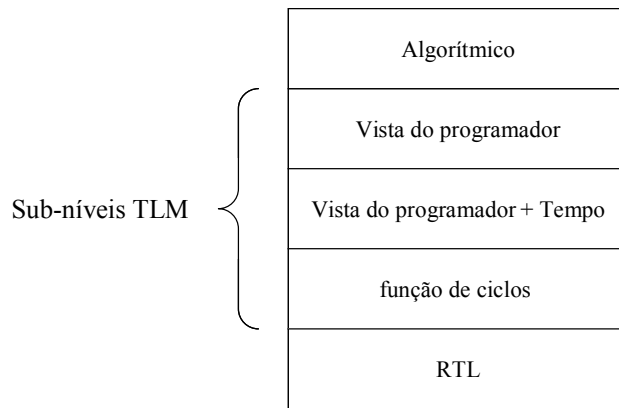 Algorítmico
Vista do programador
Sub-níveis TLM
Vista do programador + Tempo
função de ciclos
RTL